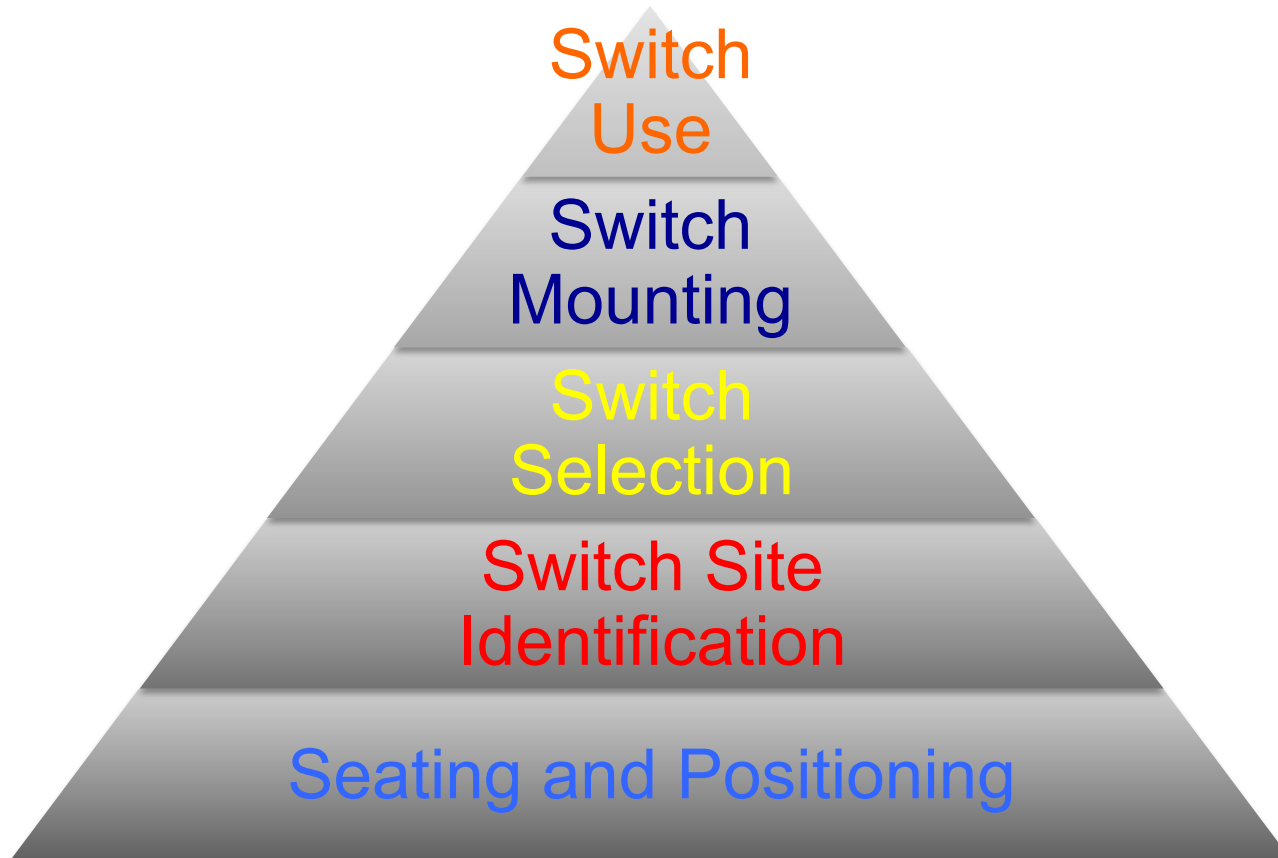 Switch
Use
Switch
Mounting
Switch
Selection
Switch Site
Identification
Seating and Positioning